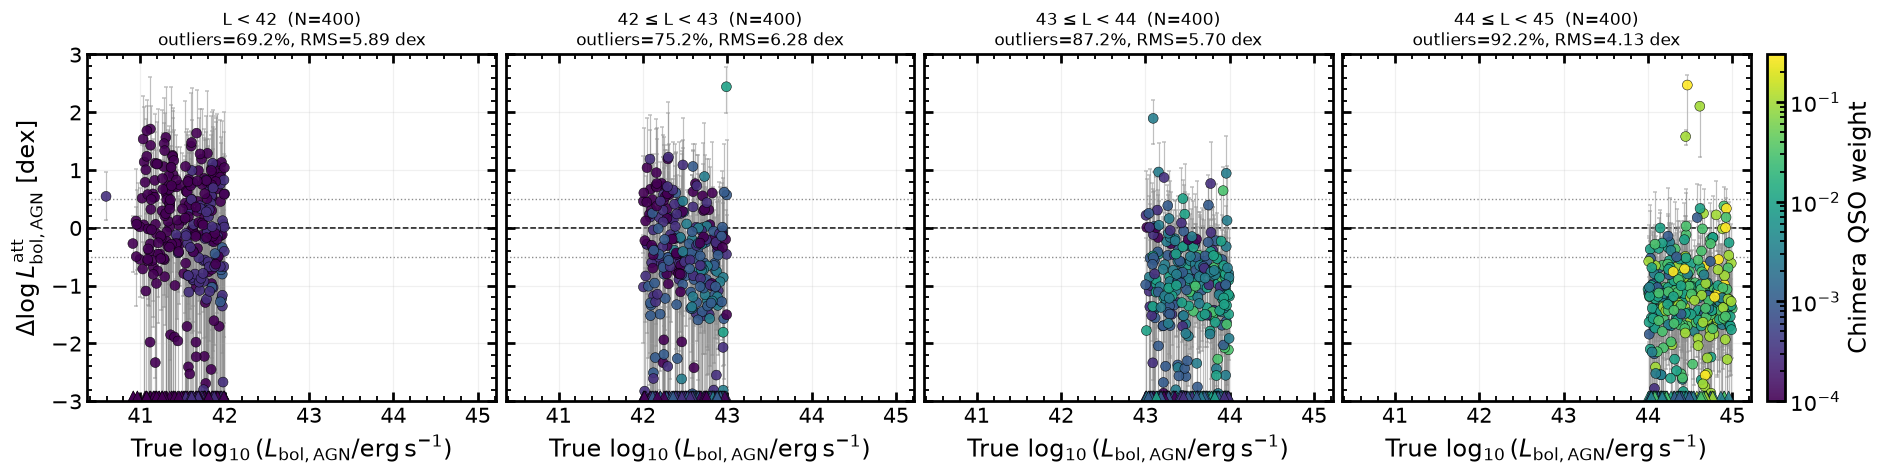 L < 42  (N=400)
outliers=69.2%, RMS=5.89 dex
42 ≤ L < 43  (N=400)
outliers=75.2%, RMS=6.28 dex
43 ≤ L < 44  (N=400)
outliers=87.2%, RMS=5.70 dex
44 ≤ L < 45  (N=400)
outliers=92.2%, RMS=4.13 dex
Δlog L^att_bol, AGN [dex]
3
2
1
0
−1
−2
−3
41 42 43 44 45
41 42 43 44 45
41 42 43 44 45
41 42 43 44 45
True log₁₀ (L_bol, AGN/erg s⁻¹)
True log₁₀ (L_bol, AGN/erg s⁻¹)
True log₁₀ (L_bol, AGN/erg s⁻¹)
True log₁₀ (L_bol, AGN/erg s⁻¹)
10⁻¹
10⁻²
10⁻³
10⁻⁴
Chimera QSO weight